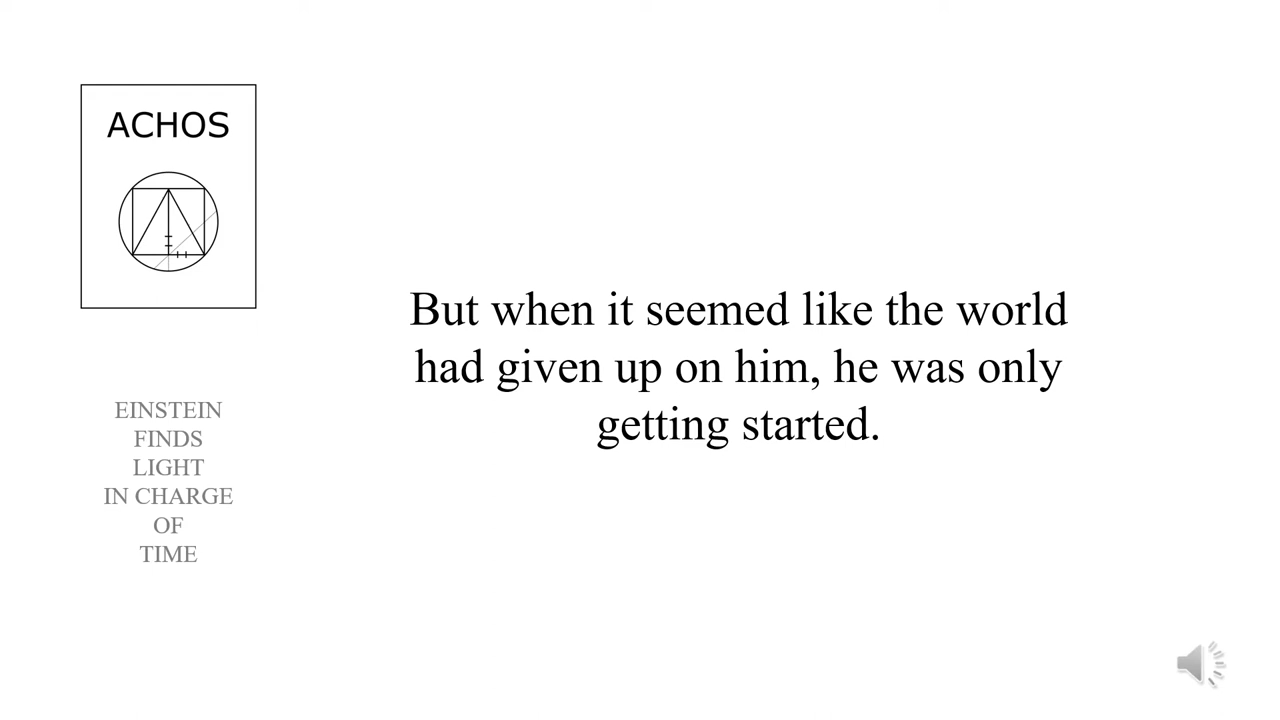 ACHOS
EINSTEIN
FINDS
LIGHT
IN CHARGE
OF
TIME
But when it seemed like the world
had given up on him, he was only
getting started.